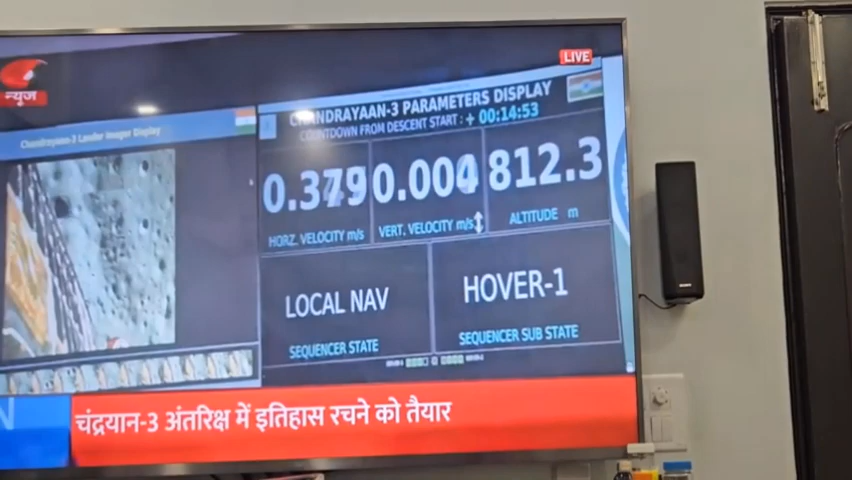 LIVE
न्यूज़
CHANDRAYAAN-3 PARAMETERS DISPLAY
COUNTDOWN FROM DESCENT START : + 00:14:53
Chandrayaan-3 Lander Imager Display
0.379 0.004 812.3
HORZ. VELOCITY m/s VERT. VELOCITY m/s ALTITUDE m
LOCAL NAV HOVER-1
SEQUENCER STATE SEQUENCER SUB STATE
N चंद्रयान-3 अंतरिक्ष में इतिहास रचने को तैयार